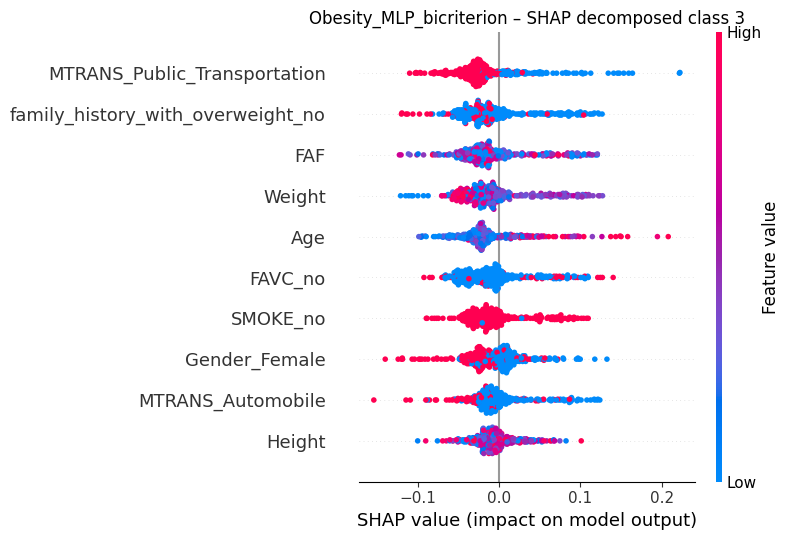 Obesity_MLP_bicriterion – SHAP decomposed class 3
High
MTRANS_Public_Transportation
family_history_with_overweight_no
FAF
Weight
Age
FAVC_no
SMOKE_no
Gender_Female
MTRANS_Automobile
Height
Feature value
Low
−0.1 0.0 0.1 0.2
SHAP value (impact on model output)